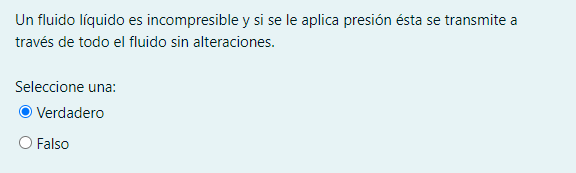 Un fluido líquido es incompresible y si se le aplica presión ésta se transmite a
través de todo el fluido sin alteraciones.
Seleccione una:
Verdadero
Falso